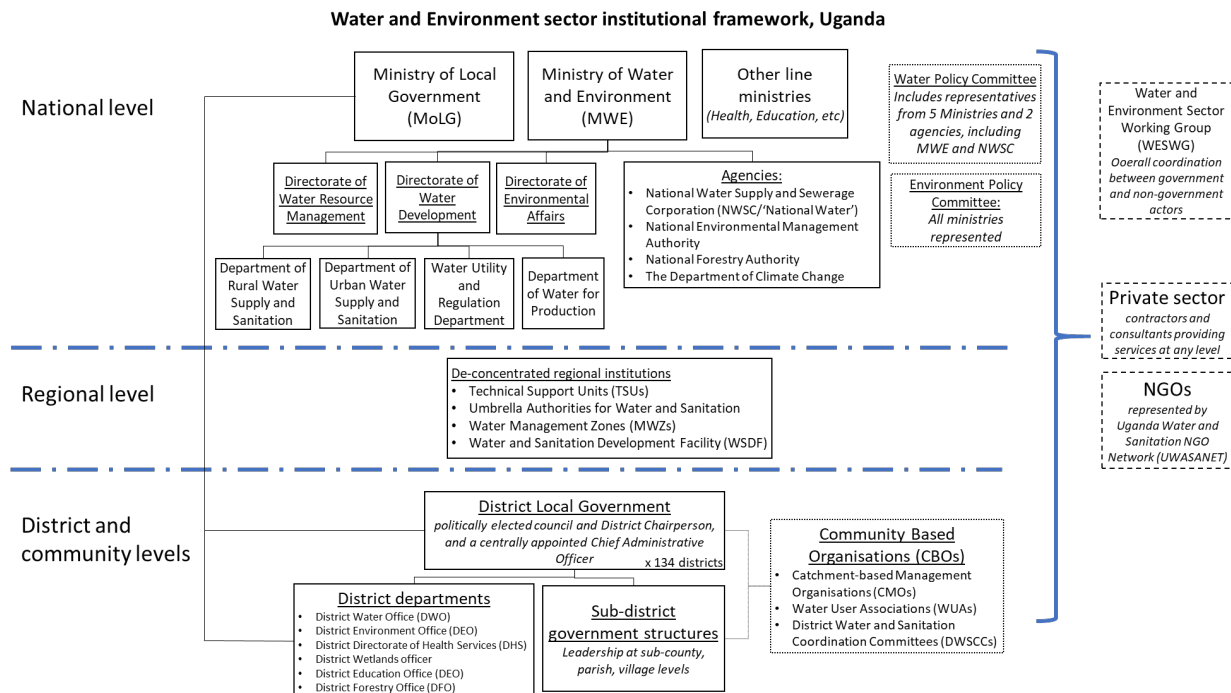 Water and Environment sector institutional framework, Uganda
National level
Ministry of Local
Government
(MoLG)
Ministry of Water
and Environment
(MWE)
Other line
ministries
(Health, Education, etc)
Water Policy Committee
Includes representatives
from 5 Ministries and 2
agencies, including
MWE and NWSC
Water and
Environment Sector
Working Group
(WESWG)
Overall coordination
between government
and non-government
actors
Directorate of
Water Resource
Management
Directorate of
Water
Development
Directorate of
Environmental
Affairs
Agencies:
• National Water Supply and Sewerage
Corporation (NWSC/‘National Water’)
• National Environmental Management
Authority
• National Forestry Authority
• The Department of Climate Change
Environment Policy
Committee:
All ministries
represented
Department of
Rural Water
Supply and
Sanitation
Department of
Urban Water
Supply and
Sanitation
Water Utility
and
Regulation
Department
Department
of Water for
Production
Private sector
contractors and
consultants providing
services at any level
Regional level
De-concentrated regional institutions
• Technical Support Units (TSUs)
• Umbrella Authorities for Water and Sanitation
• Water Management Zones (MWZs)
• Water and Sanitation Development Facility (WSDF)
NGOs
represented by
Uganda Water and
Sanitation NGO
Network (UWASANET)
District and
community levels
District Local Government
politically elected council and District Chairperson,
and a centrally appointed Chief Administrative
Officer
x 134 districts
Community Based
Organisations (CBOs)
• Catchment-based Management
Organisations (CMOs)
• Water User Associations (WUAs)
• District Water and Sanitation
Coordination Committees (DWSCCs)
District departments
• District Water Office (DWO)
• District Environment Office (DEO)
• District Directorate of Health Services (DHS)
• District Wetlands officer
• District Education Office (DEO)
• District Forestry Office (DFO)
Sub-district
government structures
Leadership at sub-county,
parish, village levels